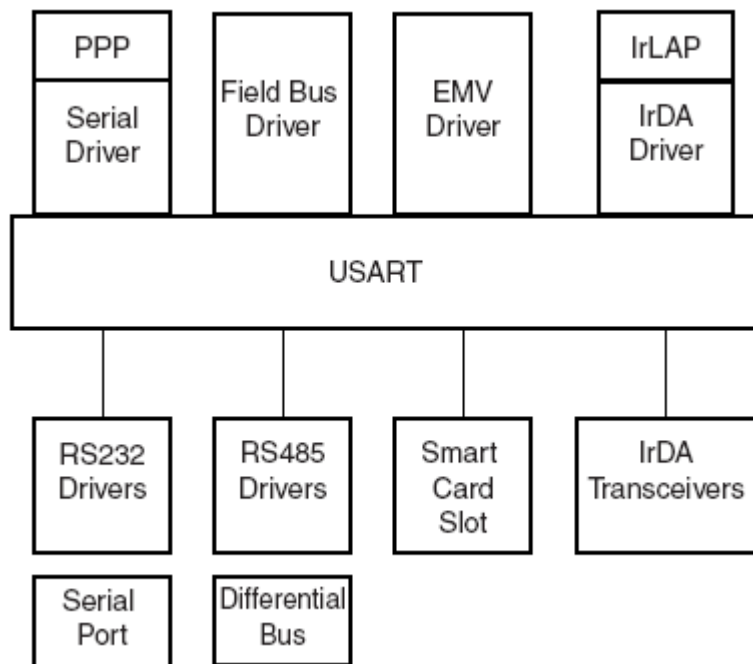 PPP
Serial
Driver
Field Bus
Driver
EMV
Driver
IrLAP
IrDA
Driver
USART
RS232
Drivers
RS485
Drivers
Smart
Card
Slot
IrDA
Transceivers
Serial
Port
Differential
Bus